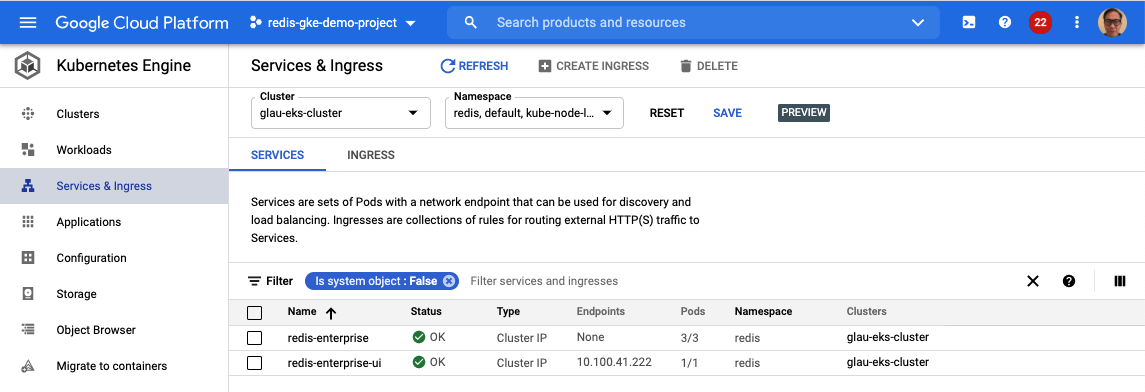 Google Cloud Platform redis-gke-demo-project Search products and resources 22
Kubernetes Engine Services & Ingress REFRESH CREATE INGRESS DELETE
Clusters
Workloads
Services & Ingress
Applications
Configuration
Storage
Object Browser
Migrate to containers
Cluster Namespace
glau-eks-cluster redis, default, kube-node-l... RESET SAVE PREVIEW
SERVICES INGRESS
Services are sets of Pods with a network endpoint that can be used for discovery and
load balancing. Ingresses are collections of rules for routing external HTTP(S) traffic to
Services.
Filter Is system object : False Filter services and ingresses
Name Status Type Endpoints Pods Namespace Clusters
redis-enterprise OK Cluster IP None 3/3 redis glau-eks-cluster
redis-enterprise-ui OK Cluster IP 10.100.41.222 1/1 redis glau-eks-cluster